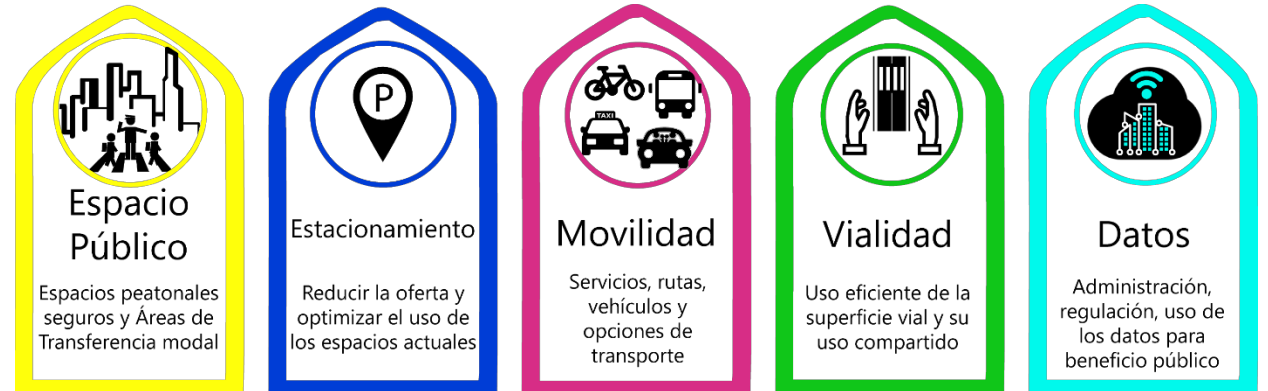 Espacio
Público
Espacios peatonales
seguros y Áreas de
Transferencia modal
P
Estacionamiento
Reducir la oferta y
optimizar el uso de
los espacios actuales
TAXI
Movilidad
Servicios, rutas,
vehículos y
opciones de
transporte
Vialidad
Uso eficiente de la
superficie vial y su
uso compartido
Datos
Administración,
regulación, uso de
los datos para
beneficio público